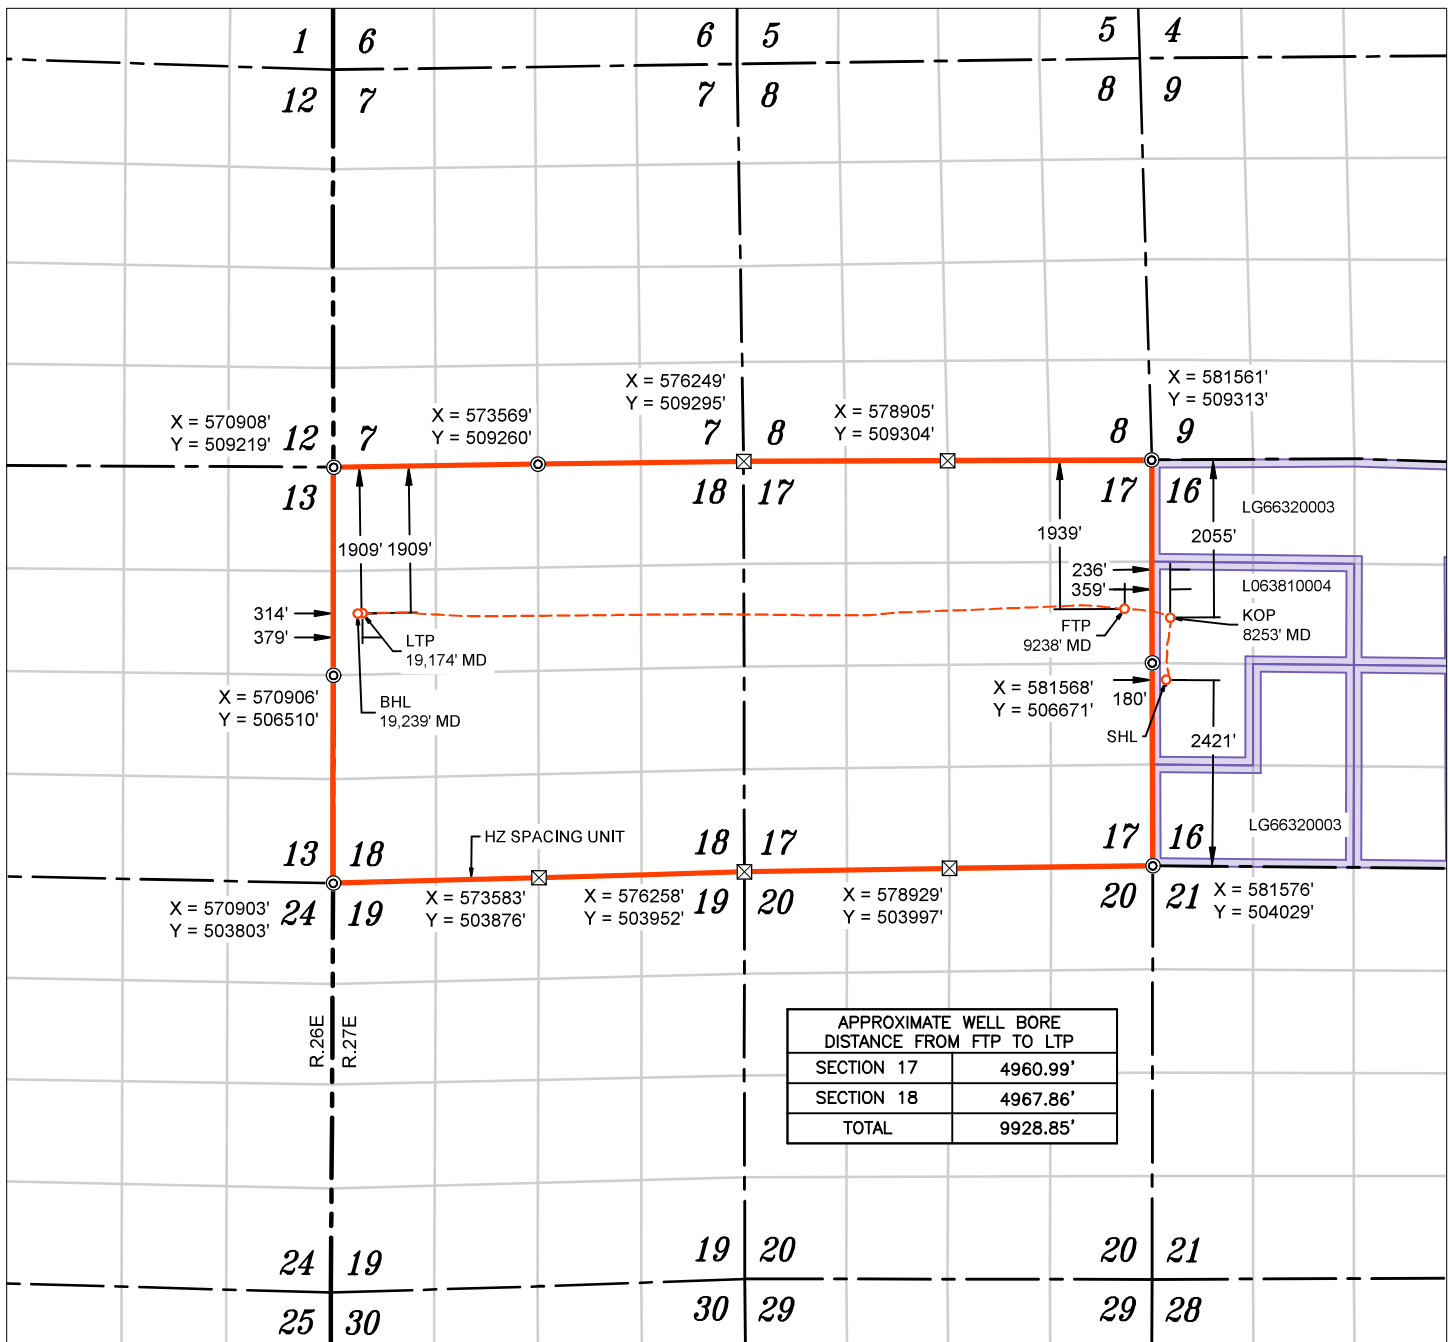 1 6
6 5
5 4
12 7
7 8
8 9
X = 570908'
Y = 509219'
X = 573569'
Y = 509260'
X = 576249'
Y = 509295'
X = 578905'
Y = 509304'
X = 581561'
Y = 509313'
12 7
7 8
8 9
13
18 17
17 16
LG66320003
1909' 1909'
1939'
2055'
236'
359'
L063810004
314'
379'
LTP
19,174' MD
FTP
9238' MD
KOP
8253' MD
X = 570906'
Y = 506510'
BHL
19,239' MD
X = 581568'
Y = 506671'
180'
SHL
2421'
HZ SPACING UNIT
LG66320003
13 18
18 17
17 16
X = 570903'
Y = 503803'
24 19
X = 573583'
Y = 503876'
X = 576258'
Y = 503952'
19 20
X = 578929'
Y = 503997'
20 21
X = 581576'
Y = 504029'
R.26E
R.27E
APPROXIMATE WELL BORE
DISTANCE FROM FTP TO LTP
SECTION 17 4960.99'
SECTION 18 4967.86'
TOTAL 9928.85'
24 19
19 20
20 21
25 30
30 29
29 28